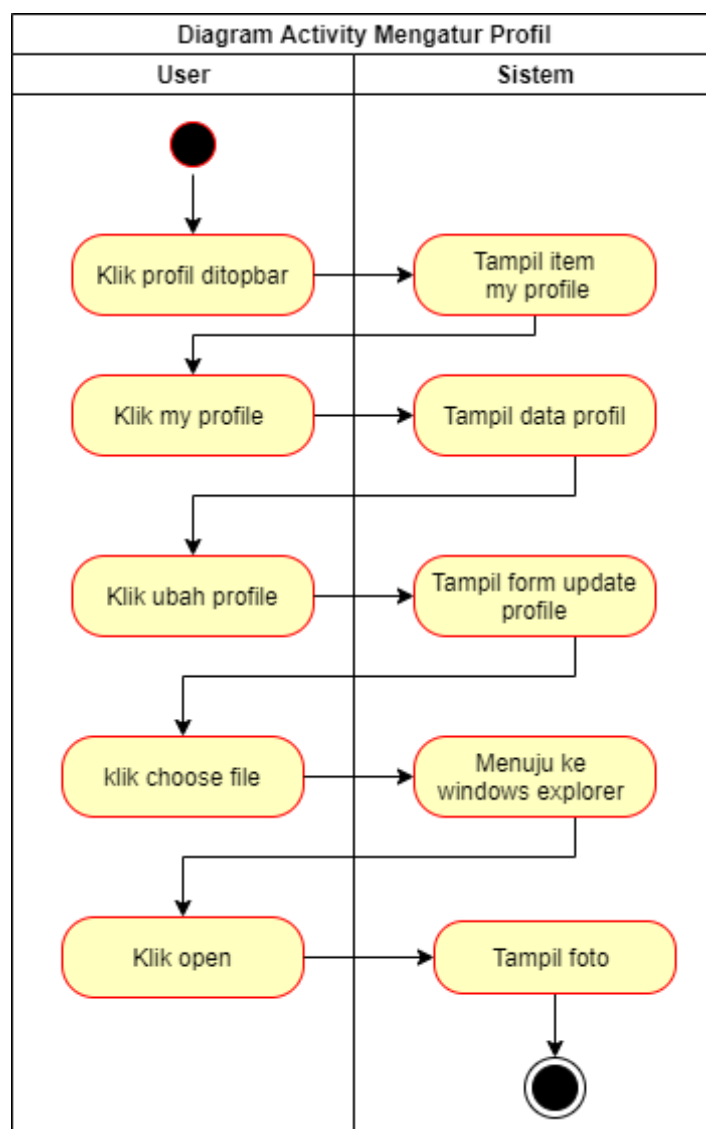 Diagram Activity Mengatur Profil
User
Sistem
Klik profil ditopbar
Tampil item
my profile
Klik my profile
Tampil data profil
Klik ubah profile
Tampil form update
profile
klik choose file
Menuju ke
windows explorer
Klik open
Tampil foto